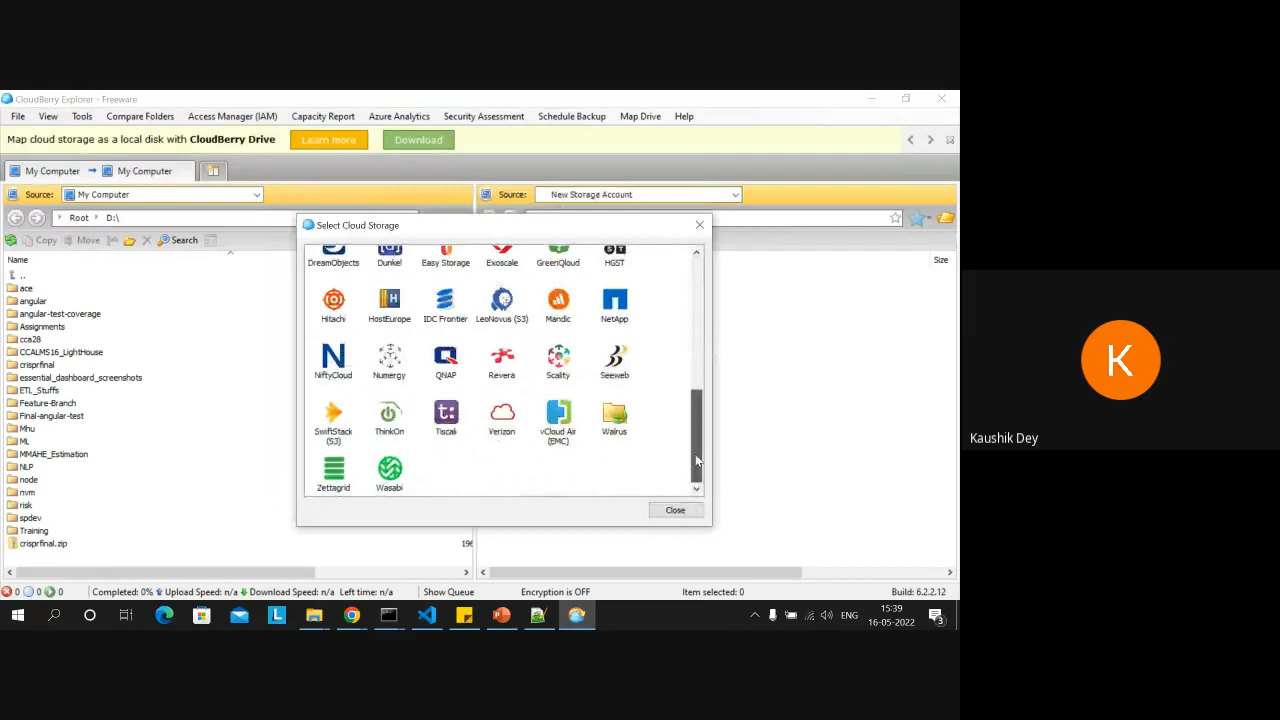 CloudBerry Explorer - Freeware
File View Tools Compare Folders Access Manager (IAM) Capacity Report Azure Analytics Security Assessment Schedule Backup Map Drive Help
Map cloud storage as a local disk with CloudBerry Drive Learn more Download
My Computer My Computer
Source: My Computer Source: New Storage Account
Root D:\
Copy Move Search
Name Size
..
ace
angular
angular-test-coverage
Assignments
cca28
CCALMS16_LightHouse
crisprfinal
essential_dashboard_screenshots
ETL_Stuffs
Feature-Branch
Final-angular-test
Mhu
ML
MMAHE_Estimation
NLP
node
nvm
risk
spdev
Training
crisprfinal.zip 196
Select Cloud Storage
DreamObjects Dunkel Easy Storage Exoscale GreenQloud HGST
Hitachi HostEurope IDC Frontier LeoNovus (S3) Mandic NetApp
NiftyCloud Numergy QNAP Revera Scality Seeweb
SwiftStack (S3) ThinkOn Tiscali Verizon vCloud Air (EMC) Walrus
Zettagrid Wasabi
Close
0 0 0 Completed: 0% Upload Speed: n/a Download Speed: n/a Left time: n/a Show Queue Encryption is OFF Item selected: 0 Build: 6.2.2.12
ENG 15:39
16-05-2022
3
K
Kaushik Dey